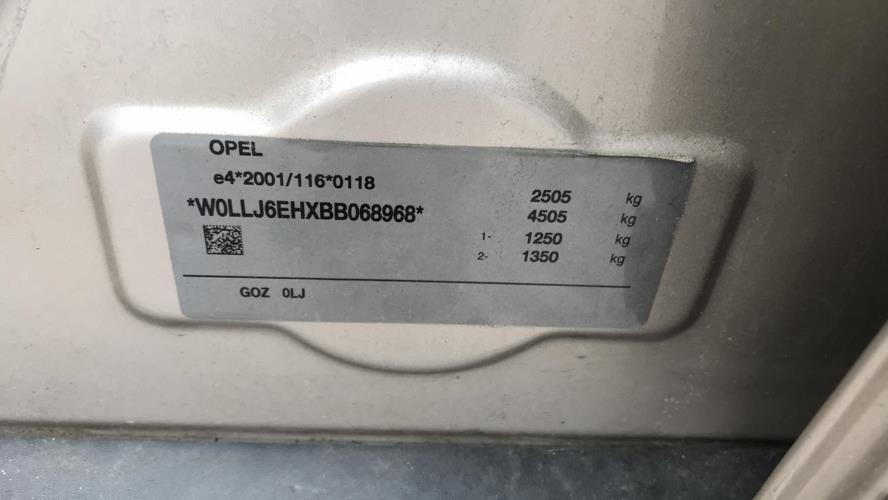 OPEL
e4*2001/116*0118
*W0LLJ6EHXBB068968*
2505 kg
4505 kg
1- 1250 kg
2- 1350 kg
GOZ 0LJ